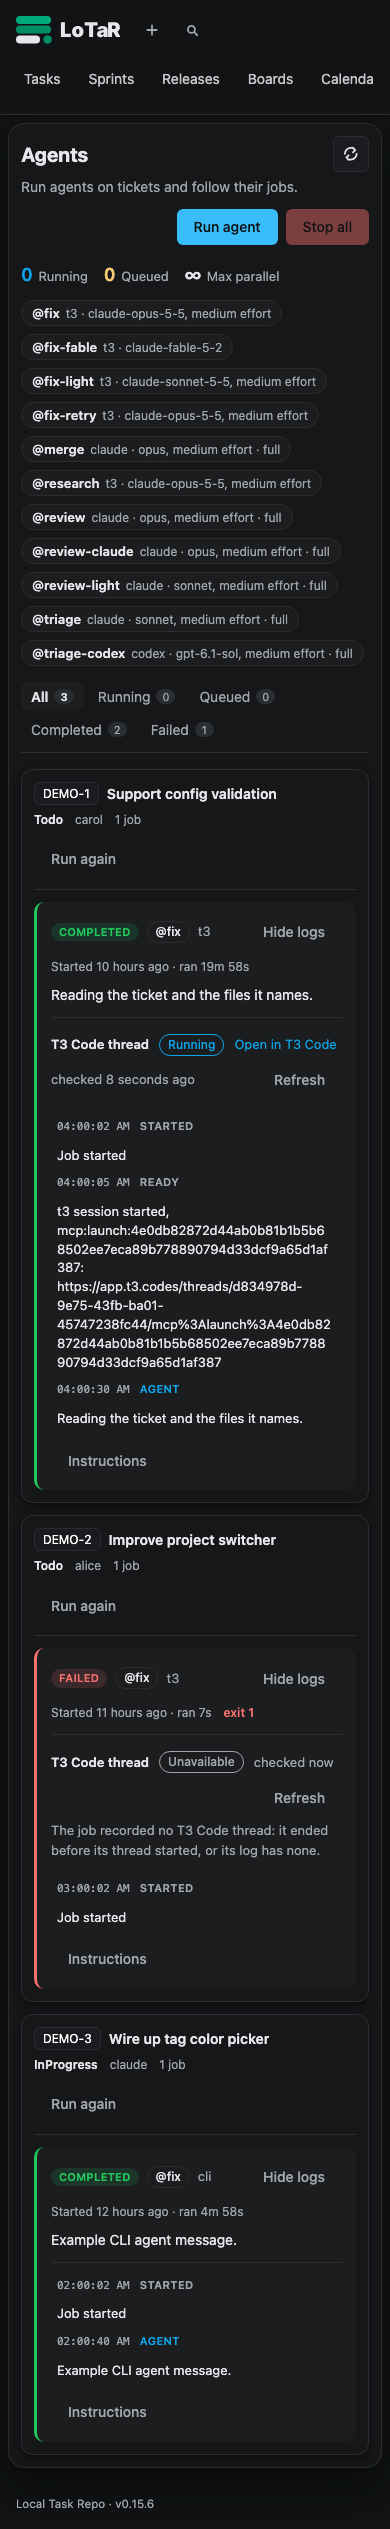 LoTaR
Tasks Sprints Releases Boards Calenda
Agents
Run agents on tickets and follow their jobs.
Run agent Stop all
0 Running 0 Queued ∞ Max parallel
@fix t3 · claude-opus-5-5, medium effort
@fix-fable t3 · claude-fable-5-2
@fix-light t3 · claude-sonnet-5-5, medium effort
@fix-retry t3 · claude-opus-5-5, medium effort
@merge claude · opus, medium effort · full
@research t3 · claude-opus-5-5, medium effort
@review claude · opus, medium effort · full
@review-claude claude · opus, medium effort · full
@review-light claude · sonnet, medium effort · full
@triage claude · sonnet, medium effort · full
@triage-codex codex · gpt-6.1-sol, medium effort · full
All 3 Running 0 Queued 0
Completed 2 Failed 1
DEMO-1 Support config validation
Todo carol 1 job
Run again
COMPLETED @fix t3 Hide logs
Started 10 hours ago · ran 19m 58s
Reading the ticket and the files it names.
T3 Code thread Running Open in T3 Code
checked 8 seconds ago Refresh
04:00:02 AM STARTED
Job started
04:00:05 AM READY
t3 session started,
mcp:launch:4e0db82872d44ab0b81b1b5b6
8502ee7eca89b778890794d33dcf9a65d1af
387:
https://app.t3.codes/threads/d834978d-
9e75-43fb-ba01-
45747238fc44/mcp%3Alaunch%3A4e0db82
872d44ab0b81b1b5b68502ee7eca89b7788
90794d33dcf9a65d1af387
04:00:30 AM AGENT
Reading the ticket and the files it names.
Instructions
DEMO-2 Improve project switcher
Todo alice 1 job
Run again
FAILED @fix t3 Hide logs
Started 11 hours ago · ran 7s exit 1
T3 Code thread Unavailable checked now
Refresh
The job recorded no T3 Code thread: it ended
before its thread started, or its log has none.
03:00:02 AM STARTED
Job started
Instructions
DEMO-3 Wire up tag color picker
InProgress claude 1 job
Run again
COMPLETED @fix cli Hide logs
Started 12 hours ago · ran 4m 58s
Example CLI agent message.
02:00:02 AM STARTED
Job started
02:00:40 AM AGENT
Example CLI agent message.
Instructions
Local Task Repo · v0.15.6